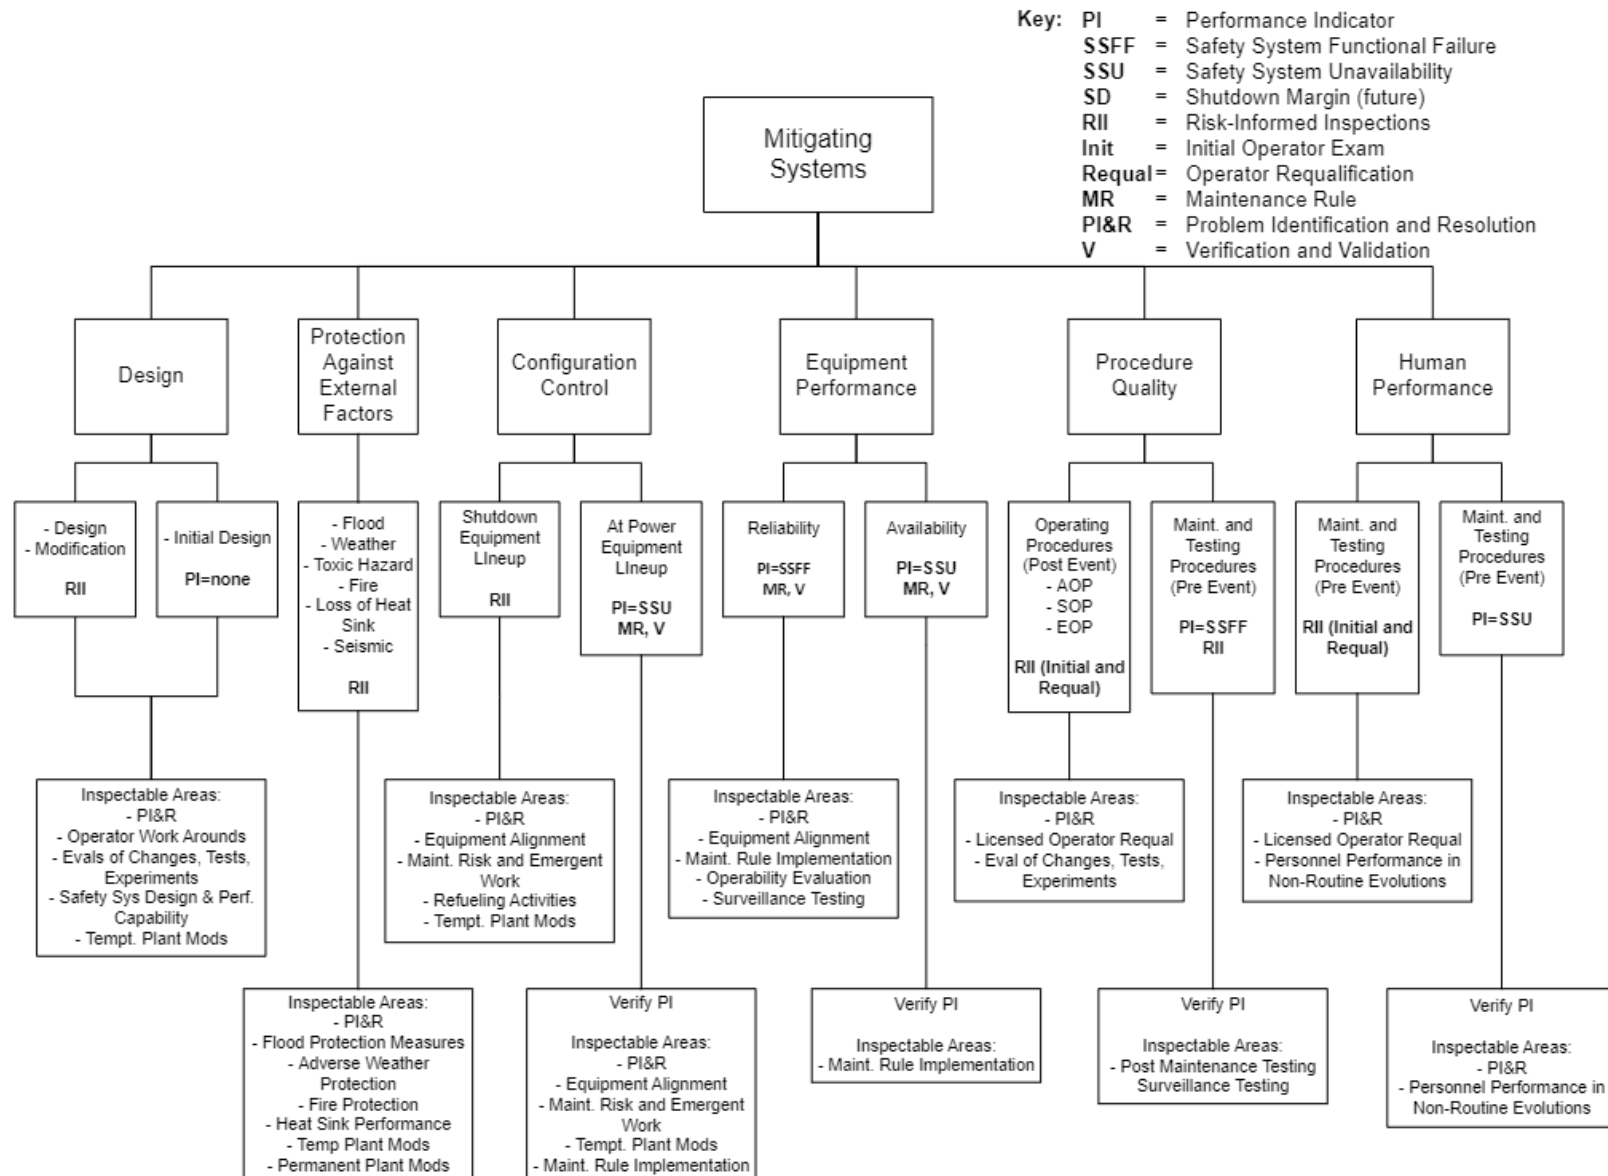 Key: PI = Performance Indicator
SSFF = Safety System Functional Failure
SSU = Safety System Unavailability
SD = Shutdown Margin (future)
RII = Risk-Informed Inspections
Init = Initial Operator Exam
Requal = Operator Requalification
MR = Maintenance Rule
PI&R = Problem Identification and Resolution
V = Verification and Validation
Mitigating
Systems
Design
Protection
Against
External
Factors
Configuration
Control
Equipment
Performance
Procedure
Quality
Human
Performance
- Design
- Modification
RII
- Initial Design
PI=none
- Flood
- Weather
- Toxic Hazard
- Fire
- Loss of Heat
Sink
- Seismic
RII
Shutdown
Equipment
LIneup
RII
At Power
Equipment
LIneup
PI=SSU
MR, V
Reliability
PI=SSFF
MR, V
Availability
PI=SSU
MR, V
Operating
Procedures
(Post Event)
- AOP
- SOP
- EOP
RII (Initial and
Requal)
Maint. and
Testing
Procedures
(Pre Event)
PI=SSFF
RII
Maint. and
Testing
Procedures
(Pre Event)
RII (Initial and
Requal)
Maint. and
Testing
Procedures
(Pre Event)
PI=SSU
Inspectable Areas:
- PI&R
- Operator Work Arounds
- Evals of Changes, Tests,
Experiments
- Safety Sys Design & Perf.
Capability
- Tempt. Plant Mods
Inspectable Areas:
- PI&R
- Equipment Alignment
- Maint. Risk and Emergent
Work
- Refueling Activities
- Tempt. Plant Mods
Inspectable Areas:
- PI&R
- Equipment Alignment
- Maint. Rule Implementation
- Operability Evaluation
- Surveillance Testing
Inspectable Areas:
- PI&R
- Licensed Operator Requal
- Eval of Changes, Tests,
Experiments
Inspectable Areas:
- PI&R
- Licensed Operator Requal
- Personnel Performance in
Non-Routine Evolutions
Inspectable Areas:
- PI&R
- Flood Protection Measures
- Adverse Weather
Protection
- Fire Protection
- Heat Sink Performance
- Temp Plant Mods
- Permanent Plant Mods
Verify PI
Inspectable Areas:
- PI&R
- Equipment Alignment
- Maint. Risk and Emergent
Work
- Tempt. Plant Mods
- Maint. Rule Implementation
Verify PI
Inspectable Areas:
- Maint. Rule Implementation
Verify PI
Inspectable Areas:
- Post Maintenance Testing
Surveillance Testing
Verify PI
Inspectable Areas:
- PI&R
- Personnel Performance in
Non-Routine Evolutions